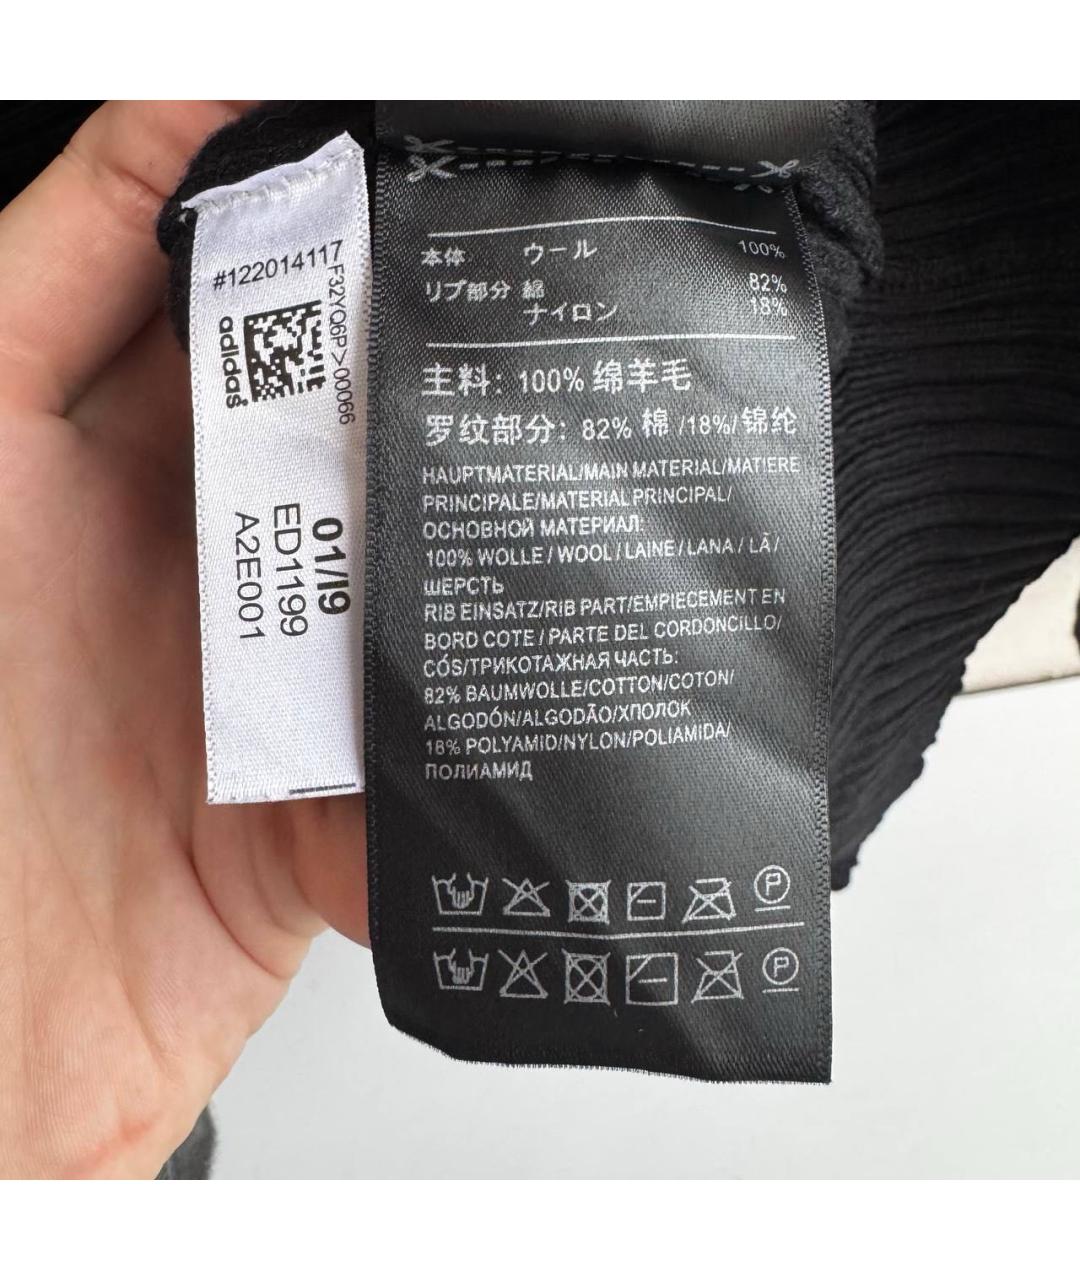 #122014117
F32YQ6P>00066
adidas
01/19
ED1199
A2E001
本体 ウール 100%
リブ部分 綿 82%
ナイロン 18%
主料: 100% 绵羊毛
罗纹部分: 82% 棉 /18%/ 锦纶
HAUPTMATERIAL/MAIN MATERIAL/MATIERE
PRINCIPALE/MATERIAL PRINCIPAL/
ОСНОВНОЙ МАТЕРИАЛ:
100% WOLLE / WOOL / LAINE / LANA / LÃ /
ШЕРСТЬ
RIB EINSATZ/RIB PART/EMPIECEMENT EN
BORD COTE / PARTE DEL CORDONCILLO/
CÓS/ТРИКОТАЖНАЯ ЧАСТЬ:
82% BAUMWOLLE/COTTON/COTON/
ALGODÓN/ALGODÃO/ХЛОПОК
18% POLYAMID/NYLON/POLIAMIDA/
ПОЛИАМИД
P
P